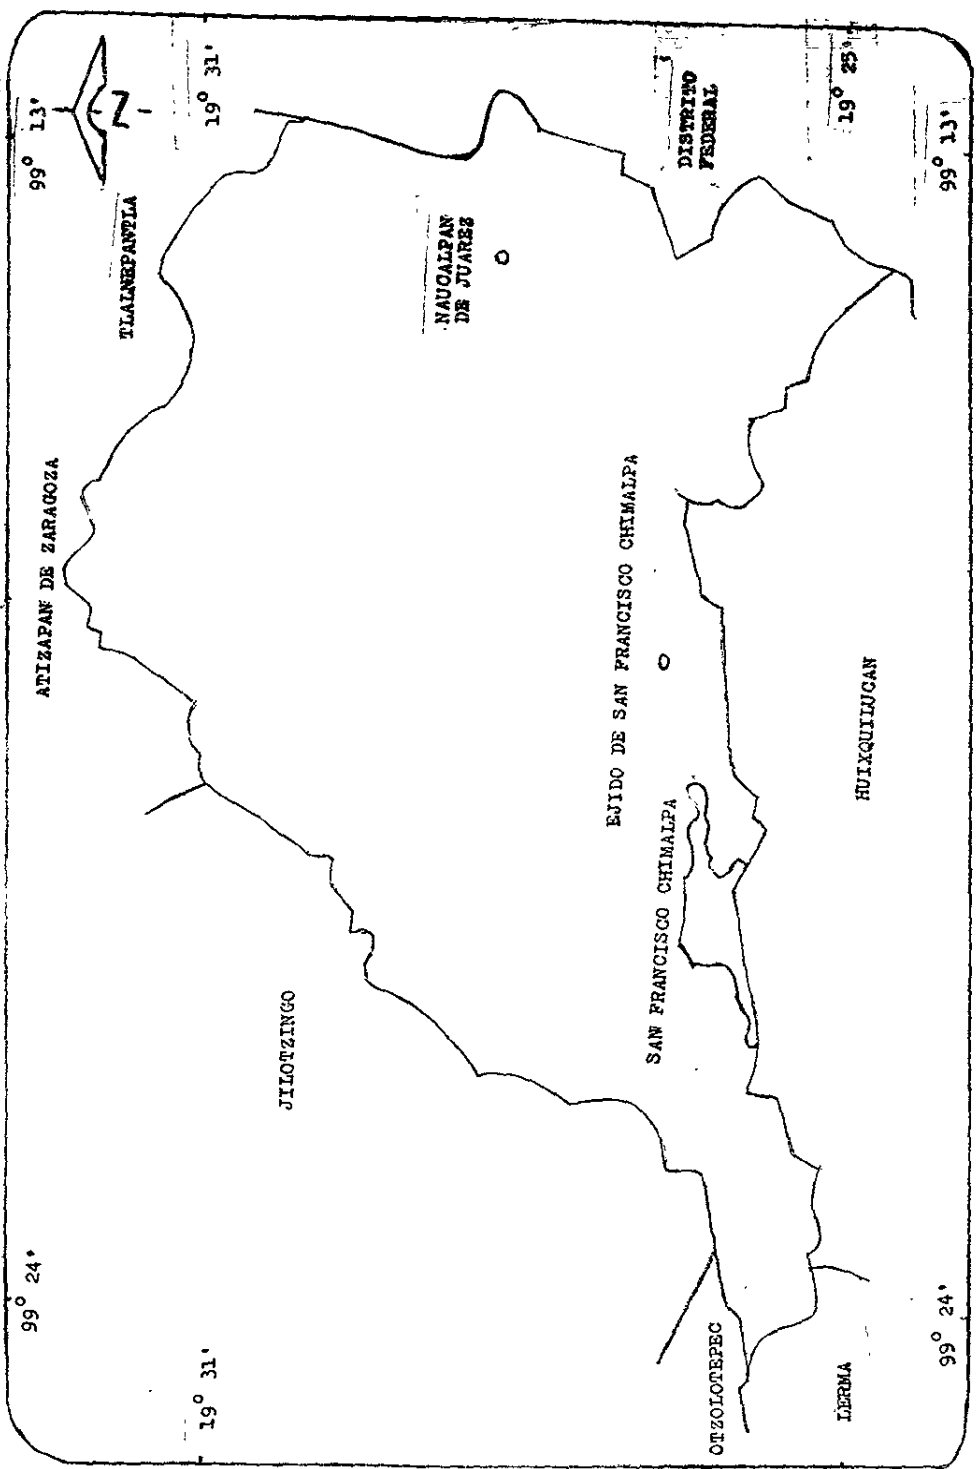 99° 24'
99° 13'
N
ATIZAPAN DE ZARAGOZA
TLALNEPANTLA
19° 31'
19° 31'
JILOTZINGO
NAUCALPAN
DE JUAREZ
EJIDO DE SAN FRANCISCO CHIMALPA
SAN FRANCISCO CHIMALPA
DISTRITO
FEDERAL
OTZOLOTEPEC
LERMA
HUIXQUILUCAN
19° 25'
99° 24'
99° 13'